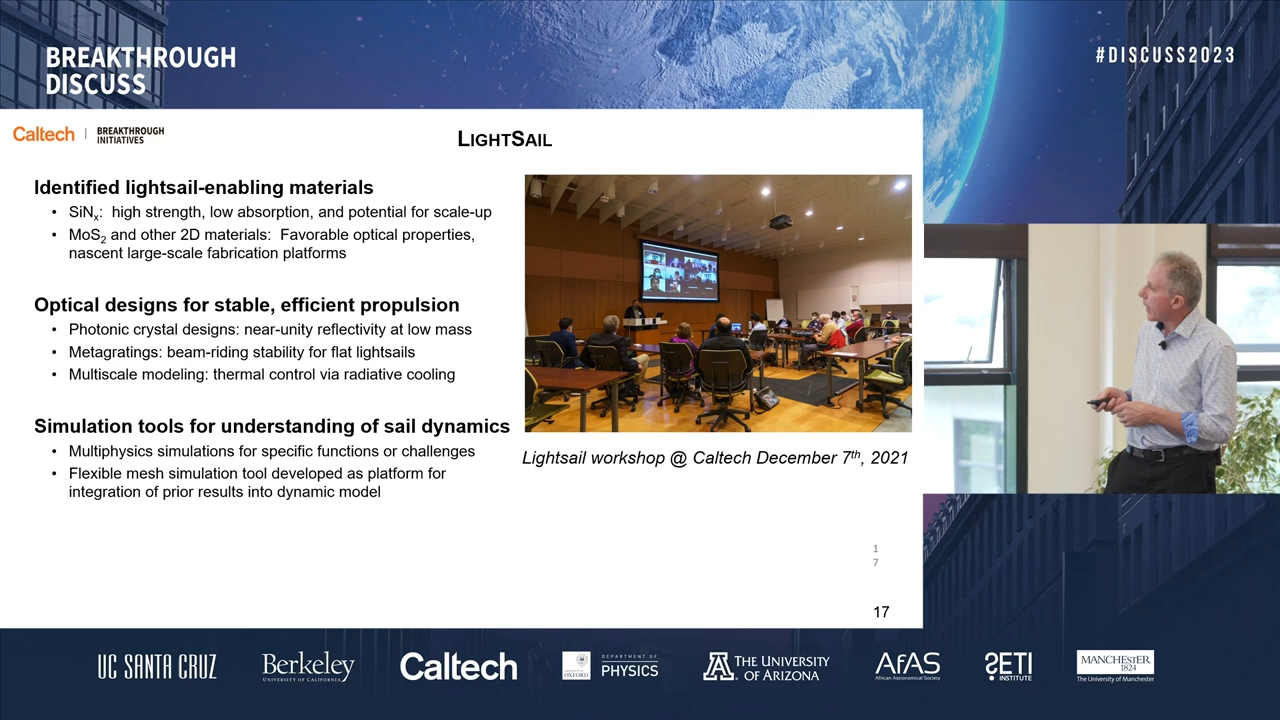 BREAKTHROUGH
DISCUSS
#DISCUSS2023
Caltech | BREAKTHROUGH
INITIATIVES
LIGHTSAIL
Identified lightsail-enabling materials
• SiNx: high strength, low absorption, and potential for scale-up
• MoS2 and other 2D materials: Favorable optical properties,
nascent large-scale fabrication platforms
Optical designs for stable, efficient propulsion
• Photonic crystal designs: near-unity reflectivity at low mass
• Metagratings: beam-riding stability for flat lightsails
• Multiscale modeling: thermal control via radiative cooling
Simulation tools for understanding of sail dynamics
• Multiphysics simulations for specific functions or challenges
• Flexible mesh simulation tool developed as platform for
integration of prior results into dynamic model
Lightsail workshop @ Caltech December 7th, 2021
1
7
17
UC SANTA CRUZ
Berkeley
UNIVERSITY OF CALIFORNIA
Caltech
UNIVERSITY OF
OXFORD
DEPARTMENT OF
PHYSICS
THE UNIVERSITY
OF ARIZONA
AfAS
African Astronomical Society
SETI
INSTITUTE
MANCHESTER
1824
The University of Manchester